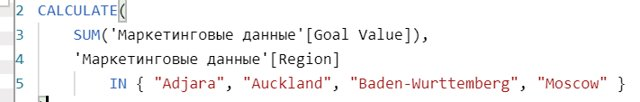 2 CALCULATE(
3 SUM('Маркетинговые данные'[Goal Value]),
4 'Маркетинговые данные'[Region]
5 IN { "Adjara", "Auckland", "Baden-Wurttemberg", "Moscow" }